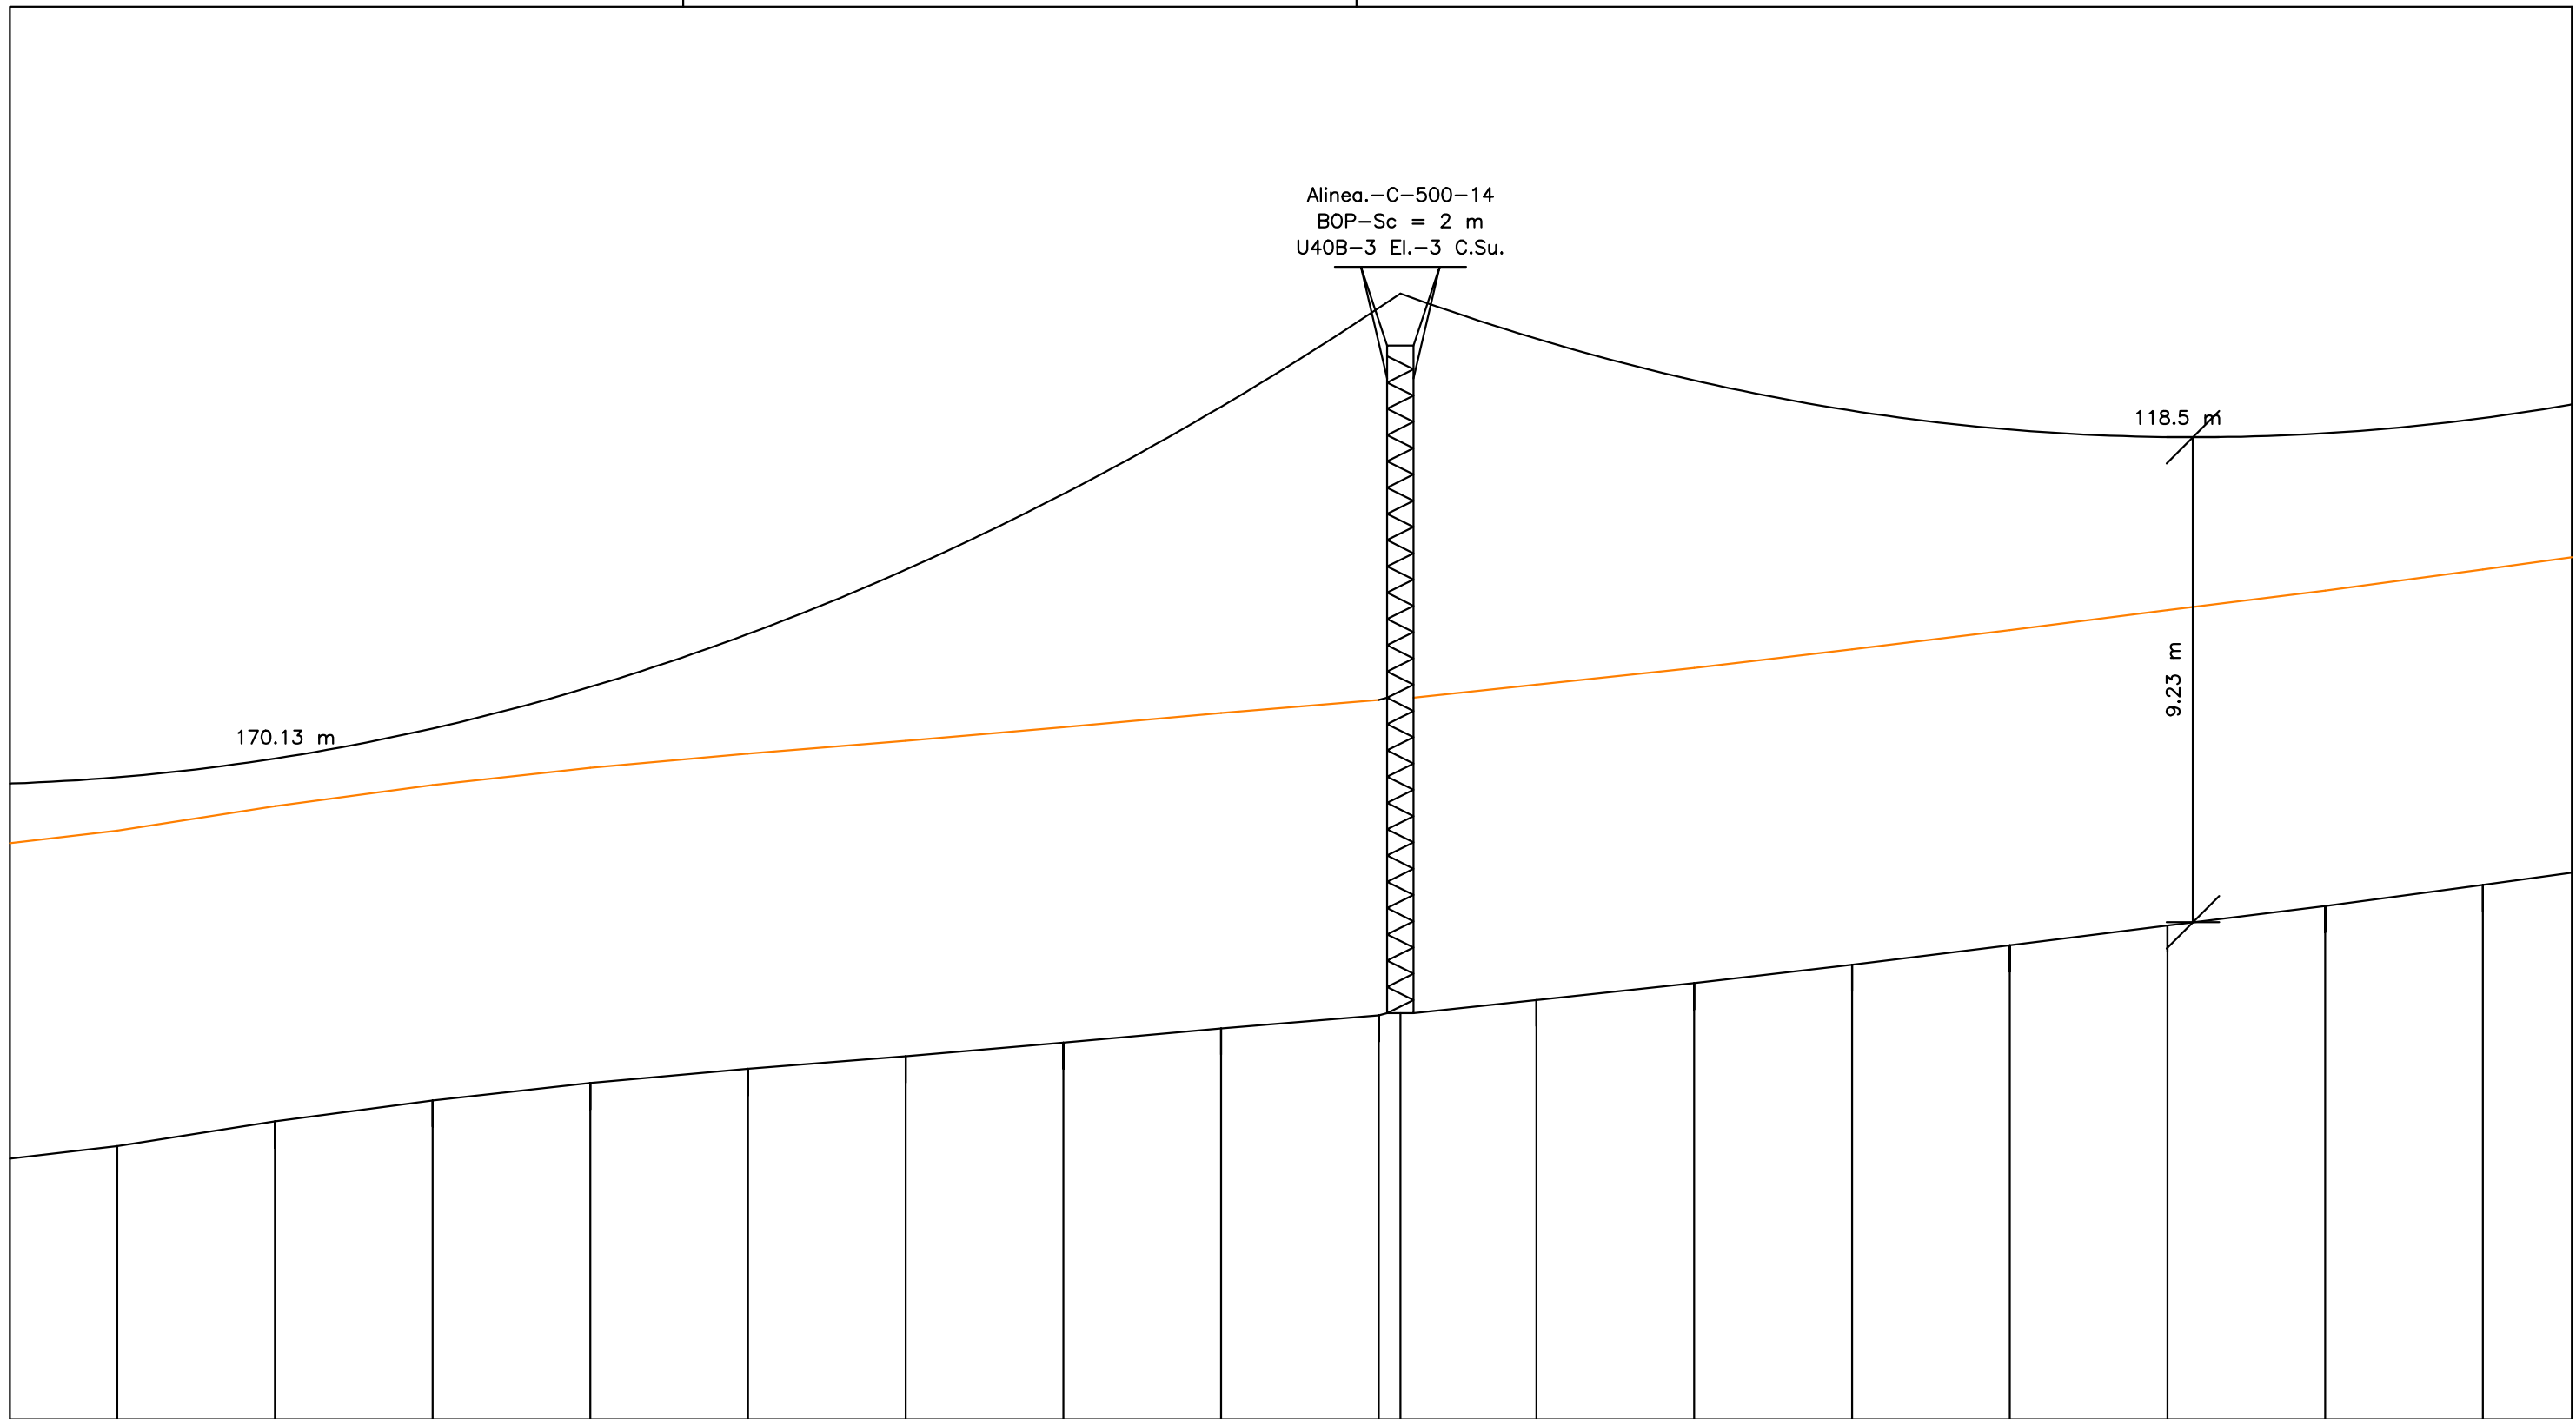 Alinea.-C-500-14
BOP-Sc = 2 m
U40B-3 El.-3 C.Su.
118.5 m
9.23 m
170.13 m